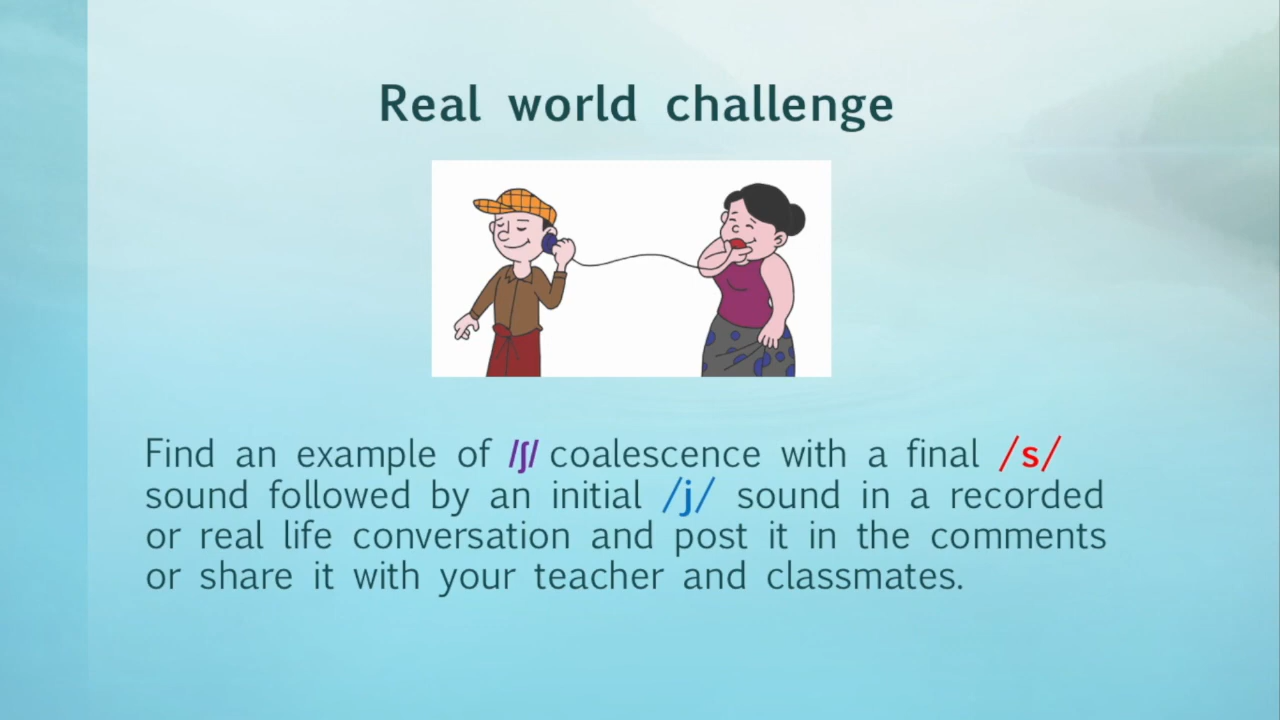 Real world challenge
Find an example of /ʃ/ coalescence with a final /s/
sound followed by an initial /j/ sound in a recorded
or real life conversation and post it in the comments
or share it with your teacher and classmates.